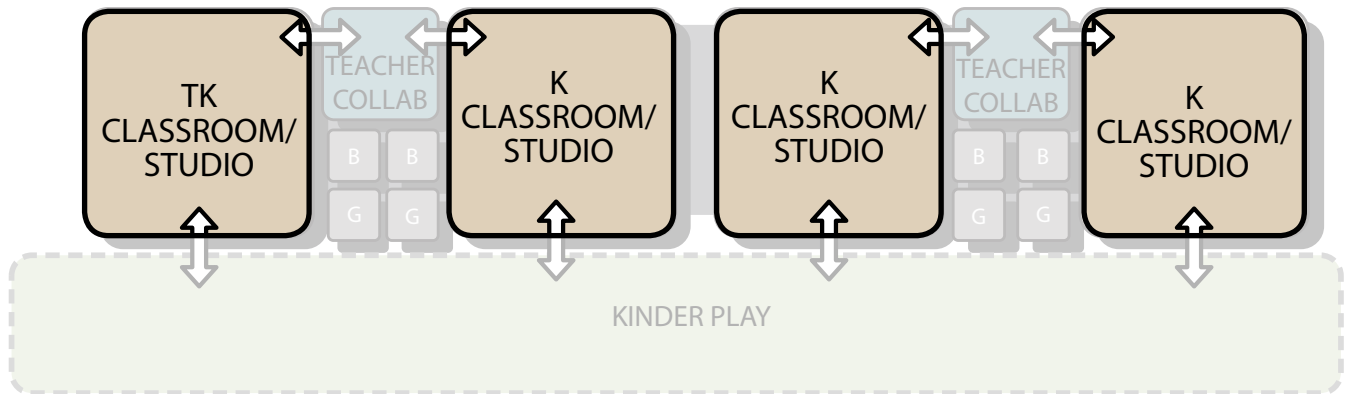 TK
CLASSROOM/
STUDIO
TEACHER
COLLAB
B B
G G
K
CLASSROOM/
STUDIO
K
CLASSROOM/
STUDIO
TEACHER
COLLAB
B B
G G
K
CLASSROOM/
STUDIO
KINDER PLAY